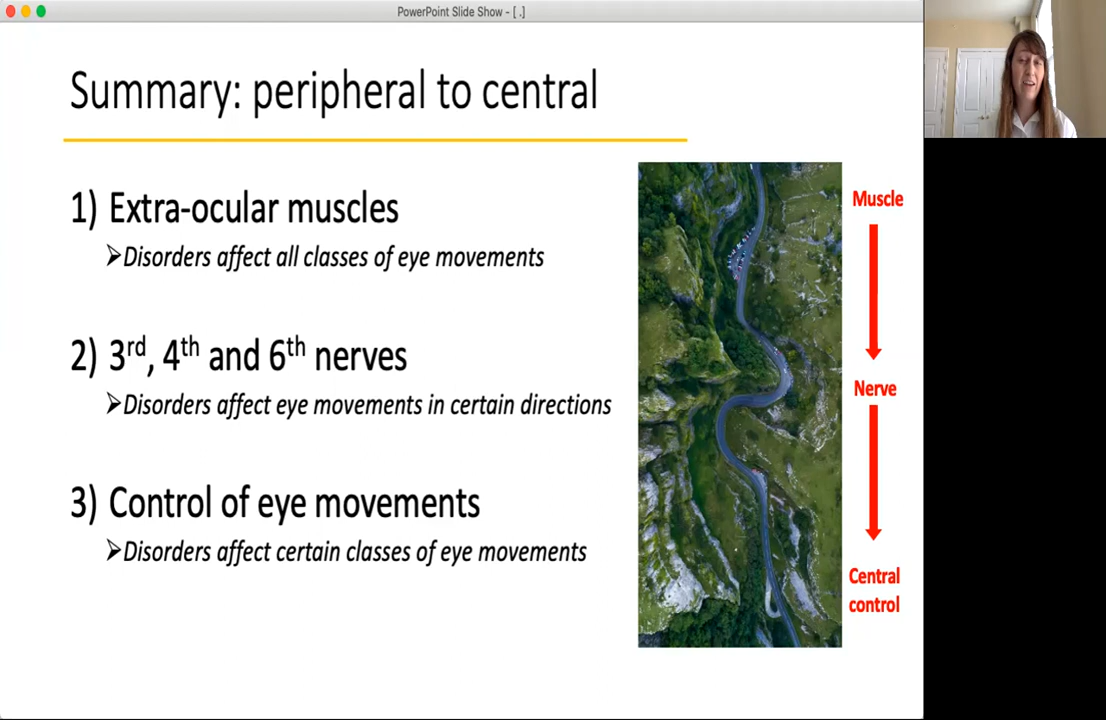 PowerPoint Slide Show - [ .]
Summary: peripheral to central
1) Extra-ocular muscles
➢Disorders affect all classes of eye movements
2) 3rd, 4th and 6th nerves
➢Disorders affect eye movements in certain directions
3) Control of eye movements
➢Disorders affect certain classes of eye movements
Muscle
Nerve
Central
control